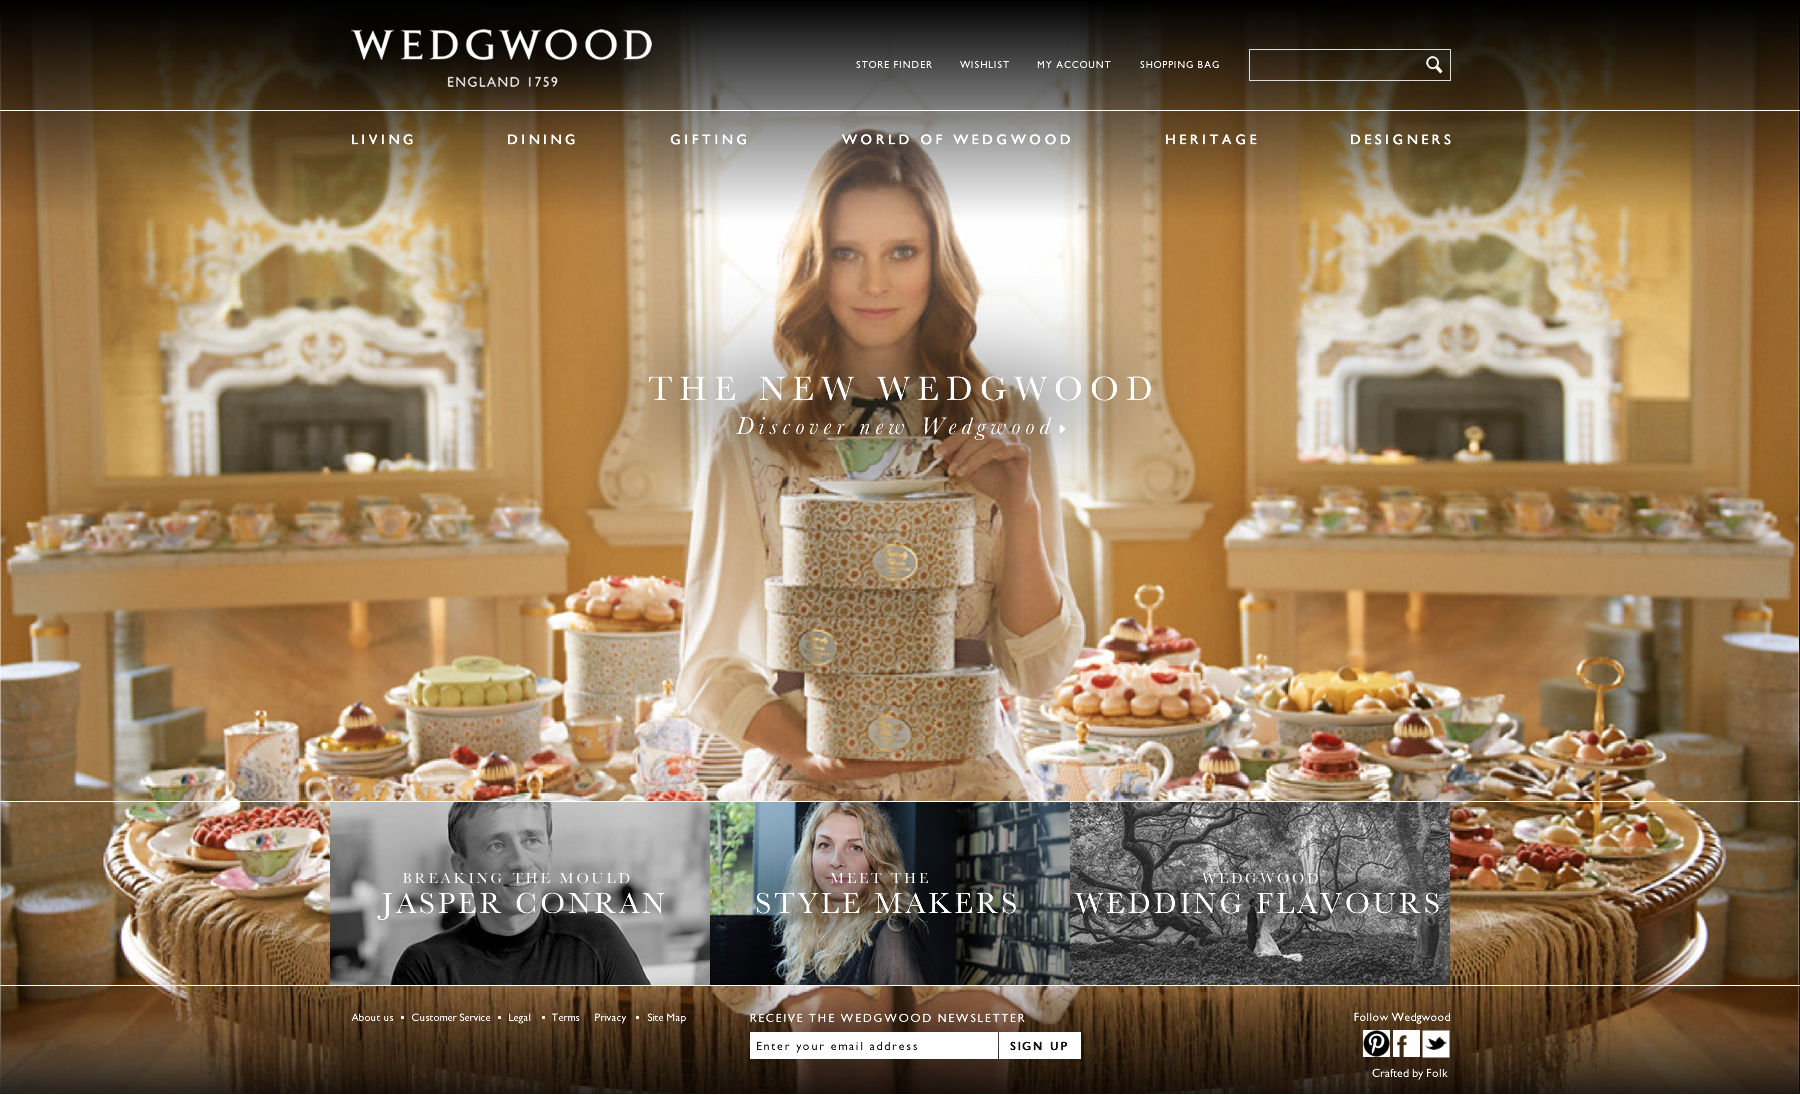 WEDGWOOD
ENGLAND 1759
STORE FINDER
WISHLIST
MY ACCOUNT
SHOPPING BAG
LIVING
DINING
GIFTING
WORLD OF WEDGWOOD
HERITAGE
DESIGNERS
THE NEW WEDGWOOD
Discover new Wedgwood
BREAKING THE MOULD
JASPER CONRAN
MEET THE
STYLE MAKERS
WEDGWOOD
WEDDING FLAVOURS
About us • Customer Service • Legal • Terms Privacy • Site Map
RECEIVE THE WEDGWOOD NEWSLETTER
Enter your email address
SIGN UP
Follow Wedgwood
Crafted by Folk